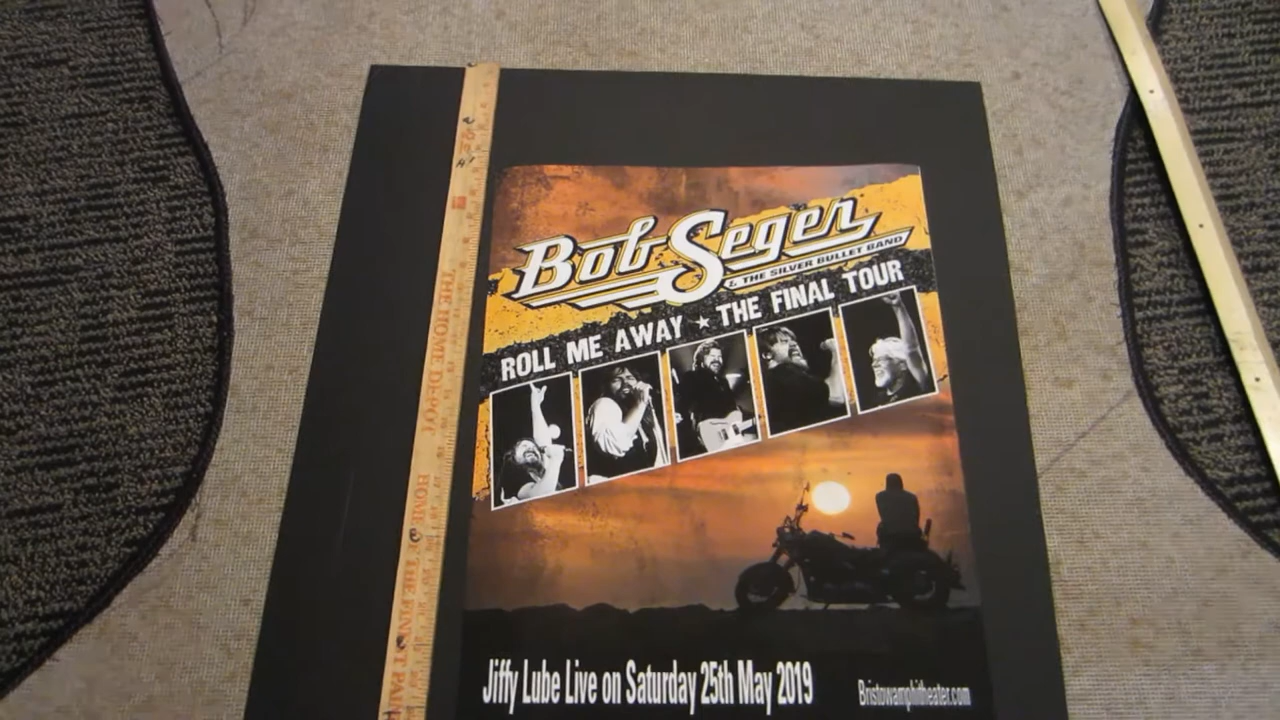 Bob Seger
& THE SILVER BULLET BAND
ROLL ME AWAY ★ THE FINAL TOUR
Jiffy Lube Live on Saturday 25th May 2019
Bristowamphitheater.com
THE HOME DEPOT
HOME OF THE FINEST PAIN